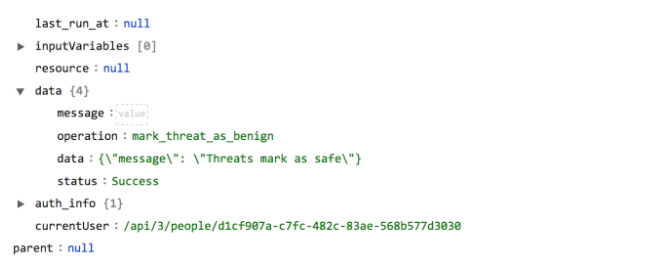 last_run_at : null
▶ inputVariables [0]
resource : null
▼ data {4}
message : value
operation : mark_threat_as_benign
data : {\"message\": \"Threats mark as safe\"}
status : Success
▶ auth_info {1}
currentUser : /api/3/people/d1cf907a-c7fc-482c-83ae-568b577d3030
parent : null